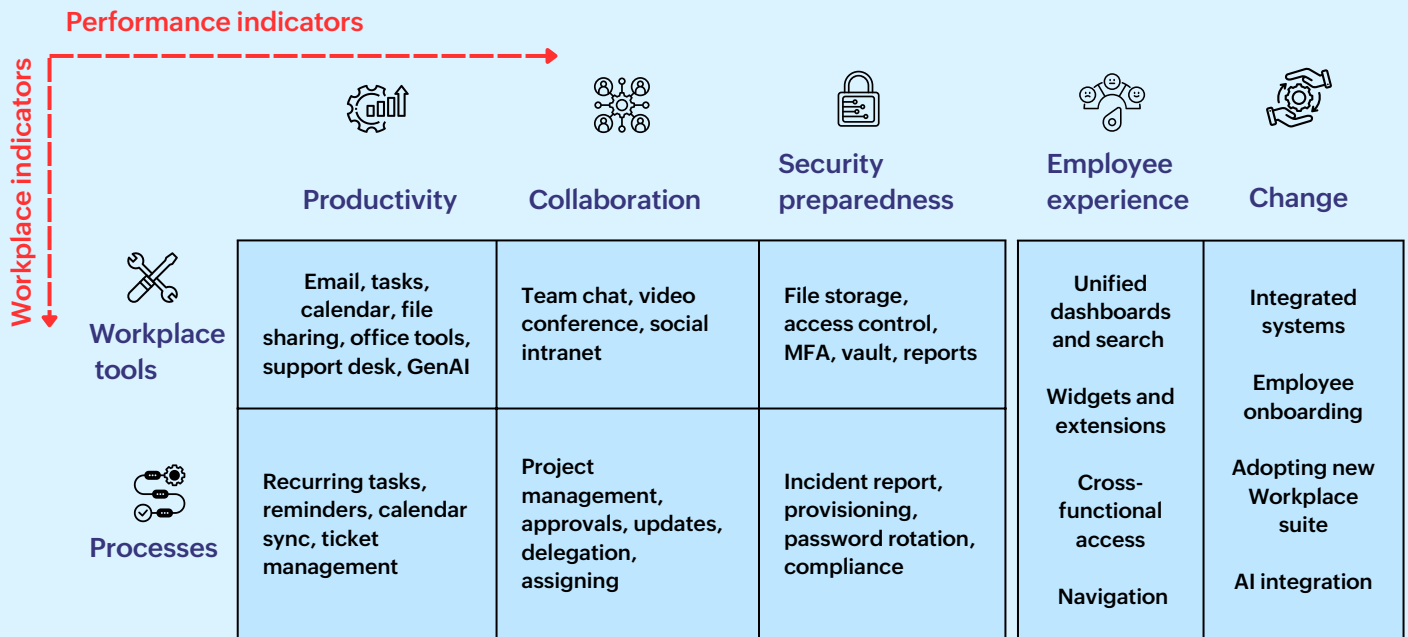 Performance indicators
Workplace indicators
Productivity
Collaboration
Security
preparedness
Employee
experience
Change
Workplace
tools
Email, tasks,
calendar, file
sharing, office tools,
support desk, GenAI
Team chat, video
conference, social
intranet
File storage,
access control,
MFA, vault, reports
Unified
dashboards
and search
Widgets and
extensions
Cross-
functional
access
Navigation
Integrated
systems
Employee
onboarding
Adopting new
Workplace
suite
AI integration
Processes
Recurring tasks,
reminders, calendar
sync, ticket
management
Project
management,
approvals, updates,
delegation,
assigning
Incident report,
provisioning,
password rotation,
compliance